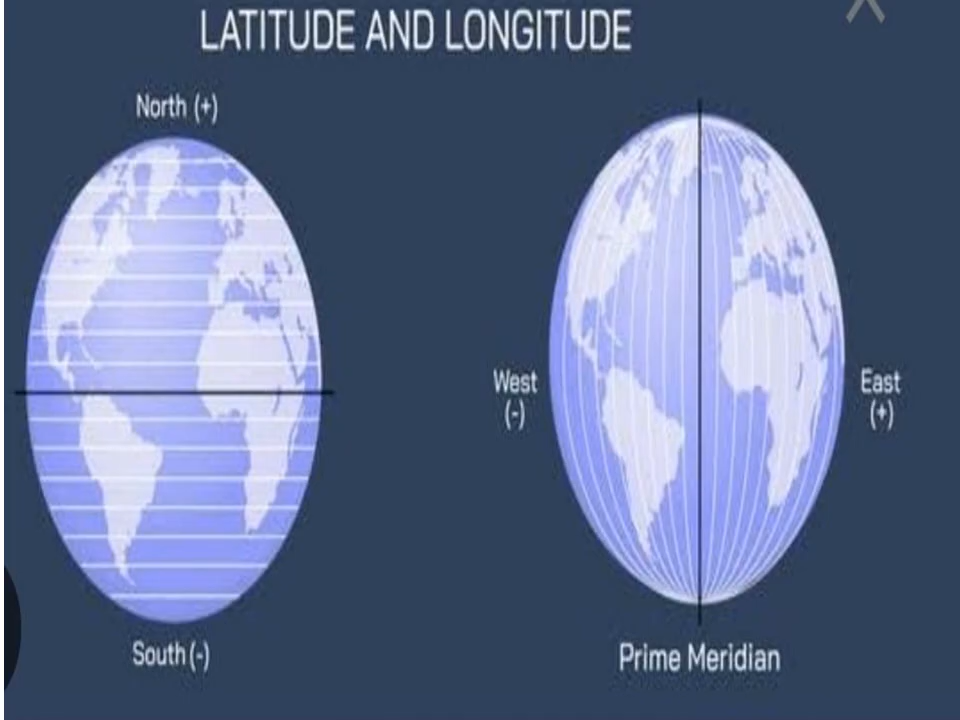 LATITUDE AND LONGITUDE
North (+)
West
(-)
East
(+)
South (-)
Prime Meridian